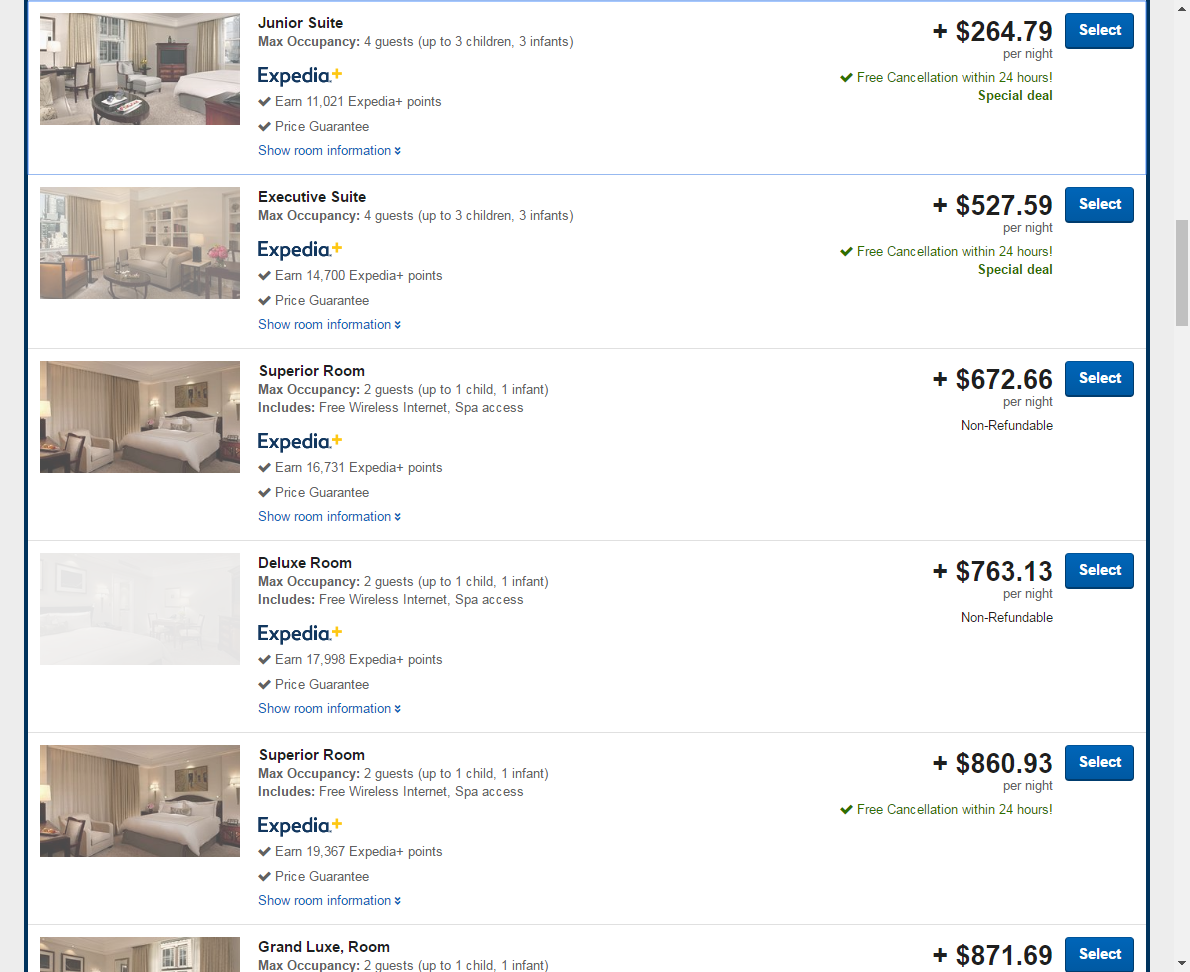 Junior Suite
Max Occupancy: 4 guests (up to 3 children, 3 infants)
Expedia+
Earn 11,021 Expedia+ points
Price Guarantee
Show room information
+ $264.79
per night
Free Cancellation within 24 hours!
Special deal
Select
Executive Suite
Max Occupancy: 4 guests (up to 3 children, 3 infants)
Expedia+
Earn 14,700 Expedia+ points
Price Guarantee
Show room information
+ $527.59
per night
Free Cancellation within 24 hours!
Special deal
Select
Superior Room
Max Occupancy: 2 guests (up to 1 child, 1 infant)
Includes: Free Wireless Internet, Spa access
Expedia+
Earn 16,731 Expedia+ points
Price Guarantee
Show room information
+ $672.66
per night
Non-Refundable
Select
Deluxe Room
Max Occupancy: 2 guests (up to 1 child, 1 infant)
Includes: Free Wireless Internet, Spa access
Expedia+
Earn 17,998 Expedia+ points
Price Guarantee
Show room information
+ $763.13
per night
Non-Refundable
Select
Superior Room
Max Occupancy: 2 guests (up to 1 child, 1 infant)
Includes: Free Wireless Internet, Spa access
Expedia+
Earn 19,367 Expedia+ points
Price Guarantee
Show room information
+ $860.93
per night
Free Cancellation within 24 hours!
Select
Grand Luxe, Room
Max Occupancy: 2 guests (up to 1 child, 1 infant)
+ $871.69
Select